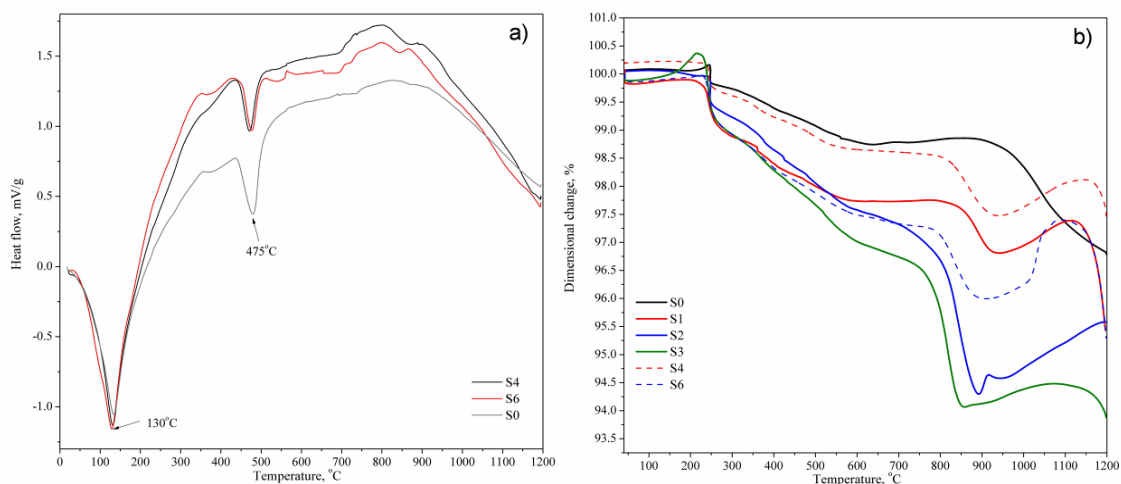 a)
Heat flow, mV/g
1.5
1.0
0.5
0.0
-0.5
-1.0
475°C
130°C
S4
S6
S0
0 100 200 300 400 500 600 700 800 900 1000 1100 1200
Temperature, °C
b)
Dimensional change, %
101.0
100.5
100.0
99.5
99.0
98.5
98.0
97.5
97.0
96.5
96.0
95.5
95.0
94.5
94.0
93.5
S0
S1
S2
S3
S4
S6
100 200 300 400 500 600 700 800 900 1000 1100 1200
Temperature, °C